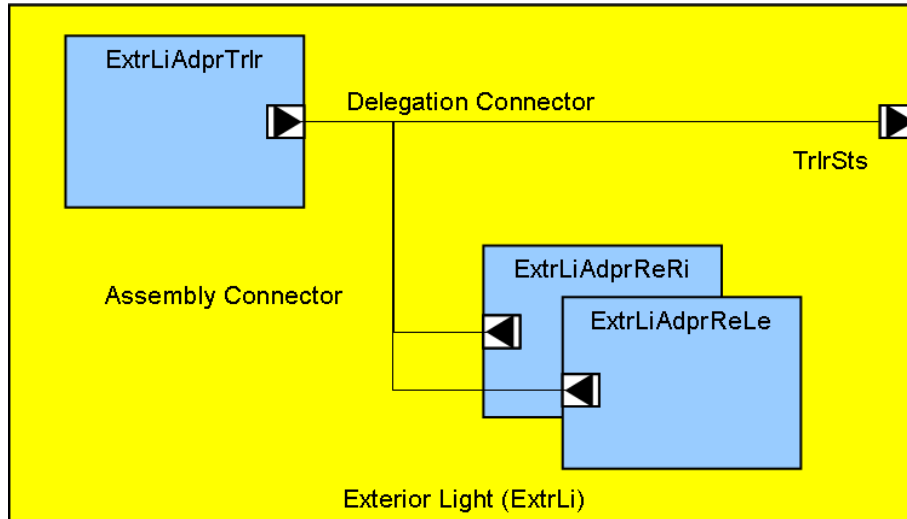 ExtrLiAdprTrlr
Delegation Connector
TrlrSts
ExtrLiAdprReRi
Assembly Connector
ExtrLiAdprReLe
Exterior Light (ExtrLi)